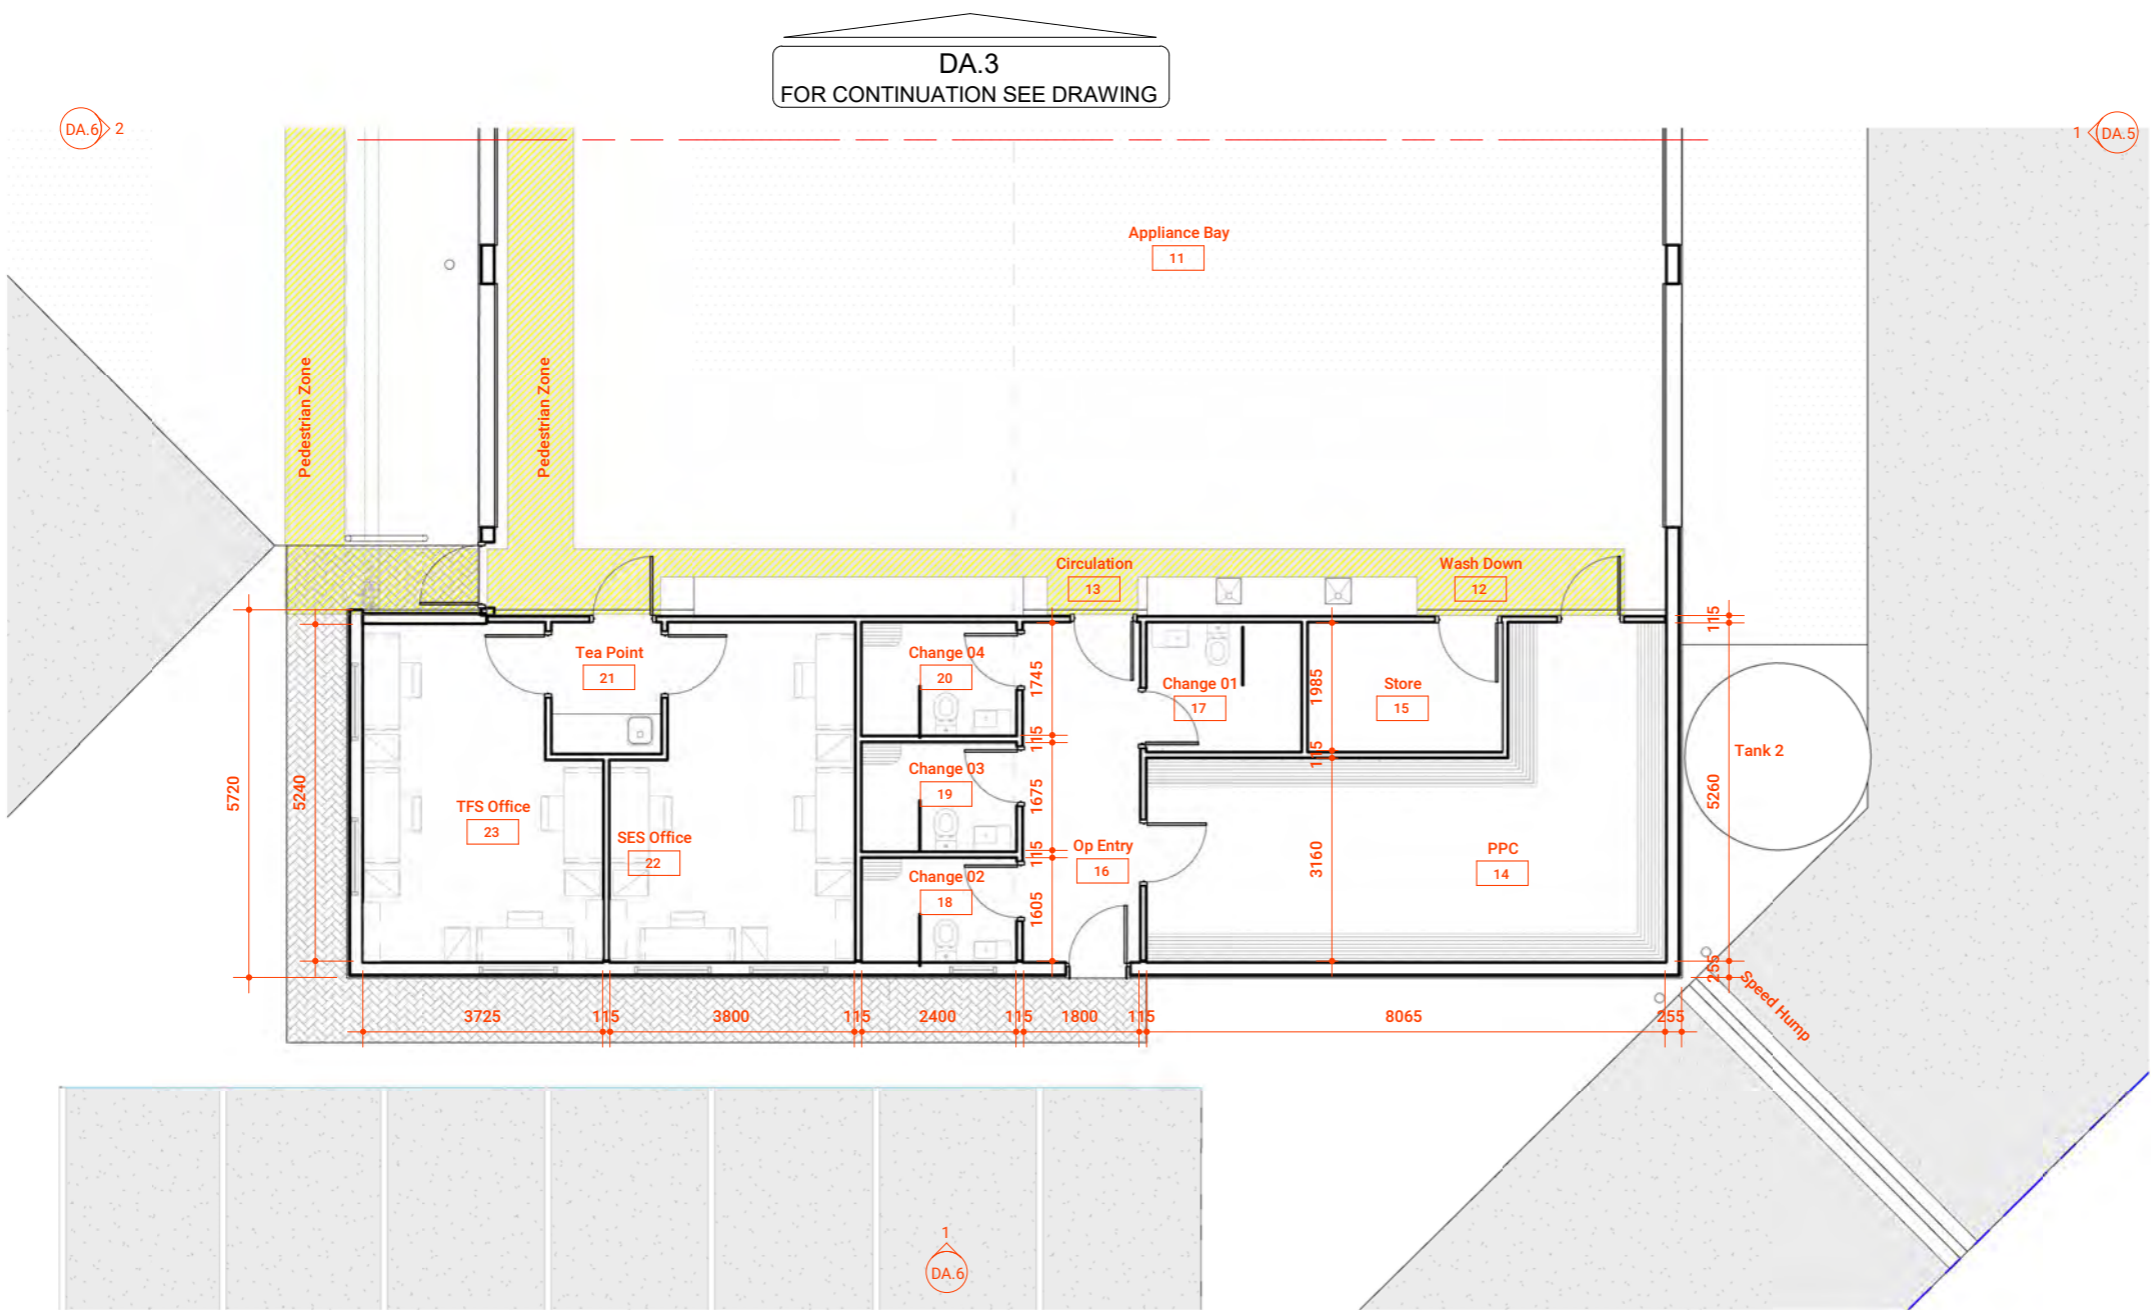 DA.3
FOR CONTINUATION SEE DRAWING
DA.6 2
1 DA.5
Appliance Bay
11
Pedestrian Zone
Pedestrian Zone
Circulation
13
Wash Down
12
115
Tea Point
21
Change 04
20
1745
Change 01
17
1985
Store
15
115
115
Tank 2
5720
5240
Change 03
19
1675
5260
TFS Office
23
SES Office
22
115
Op Entry
16
3160
PPC
14
Change 02
18
1605
255
Speed Hump
3725
115
3800
115
2400
115
1800
115
8065
255
1
DA.6